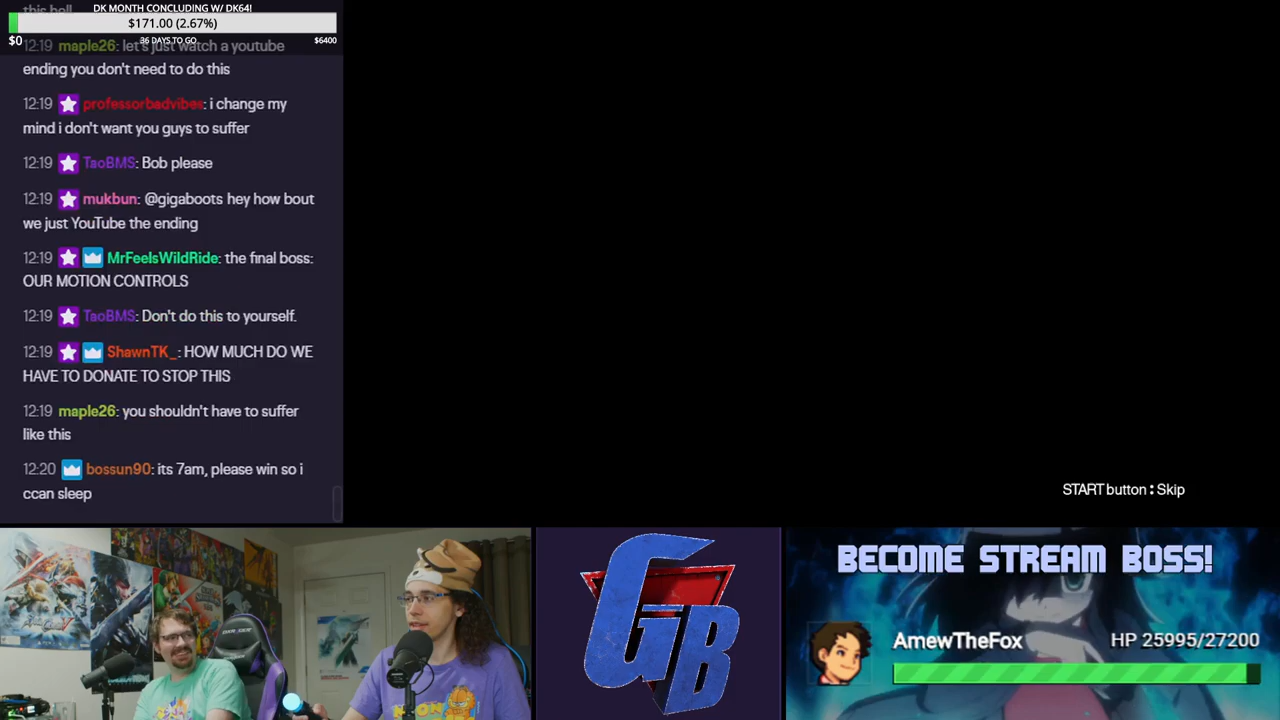 this hell
DK MONTH CONCLUDING W/ DK64!
$171.00 (2.67%)
$0 36 DAYS TO GO $6400
12:19 maple26: let's just watch a youtube
ending you don't need to do this
12:19 professorbadvibes: i change my
mind i don't want you guys to suffer
12:19 TaoBMS: Bob please
12:19 mukbun: @gigaboots hey how bout
we just YouTube the ending
12:19 MrFeelsWildRide: the final boss:
OUR MOTION CONTROLS
12:19 TaoBMS: Don't do this to yourself.
12:19 ShawnTK_: HOW MUCH DO WE
HAVE TO DONATE TO STOP THIS
12:19 maple26: you shouldn't have to suffer
like this
12:20 bossun90: its 7am, please win so i
ccan sleep
START button : Skip
GB
BECOME STREAM BOSS!
AmewTheFox HP 25995/27200